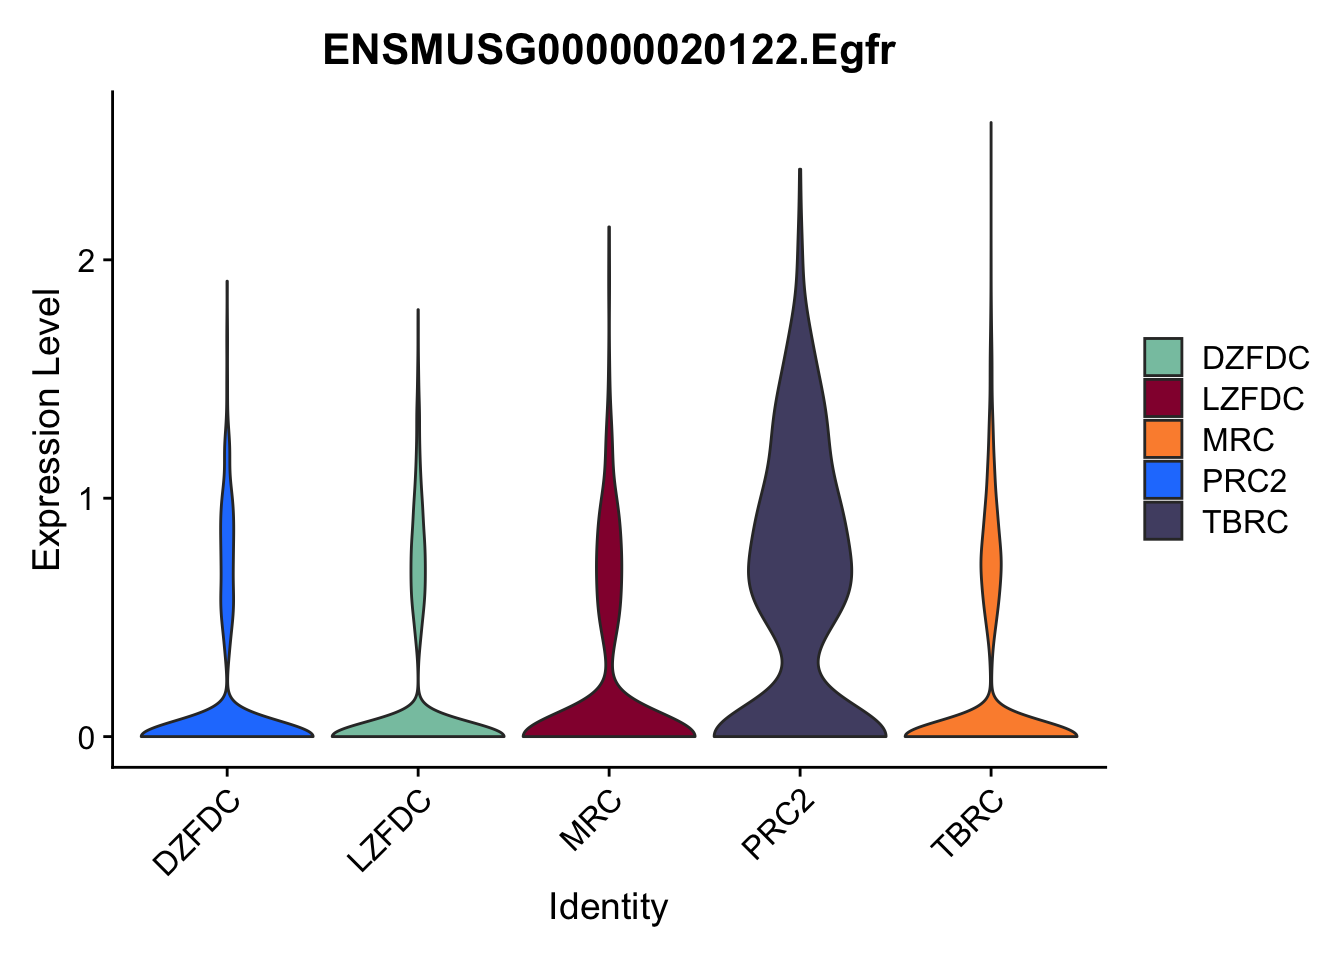 ENSMUSG00000020122.Egfr
Expression Level
2
1
0
DZFDC
LZFDC
MRC
PRC2
TBRC
Identity
DZFDC
LZFDC
MRC
PRC2
TBRC